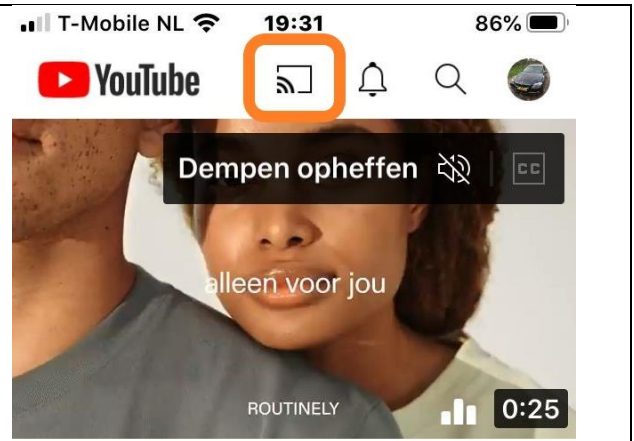 T-Mobile NL 19:31 86%
YouTube
Dempen opheffen CC
alleen voor jou
ROUTINELY 0:25